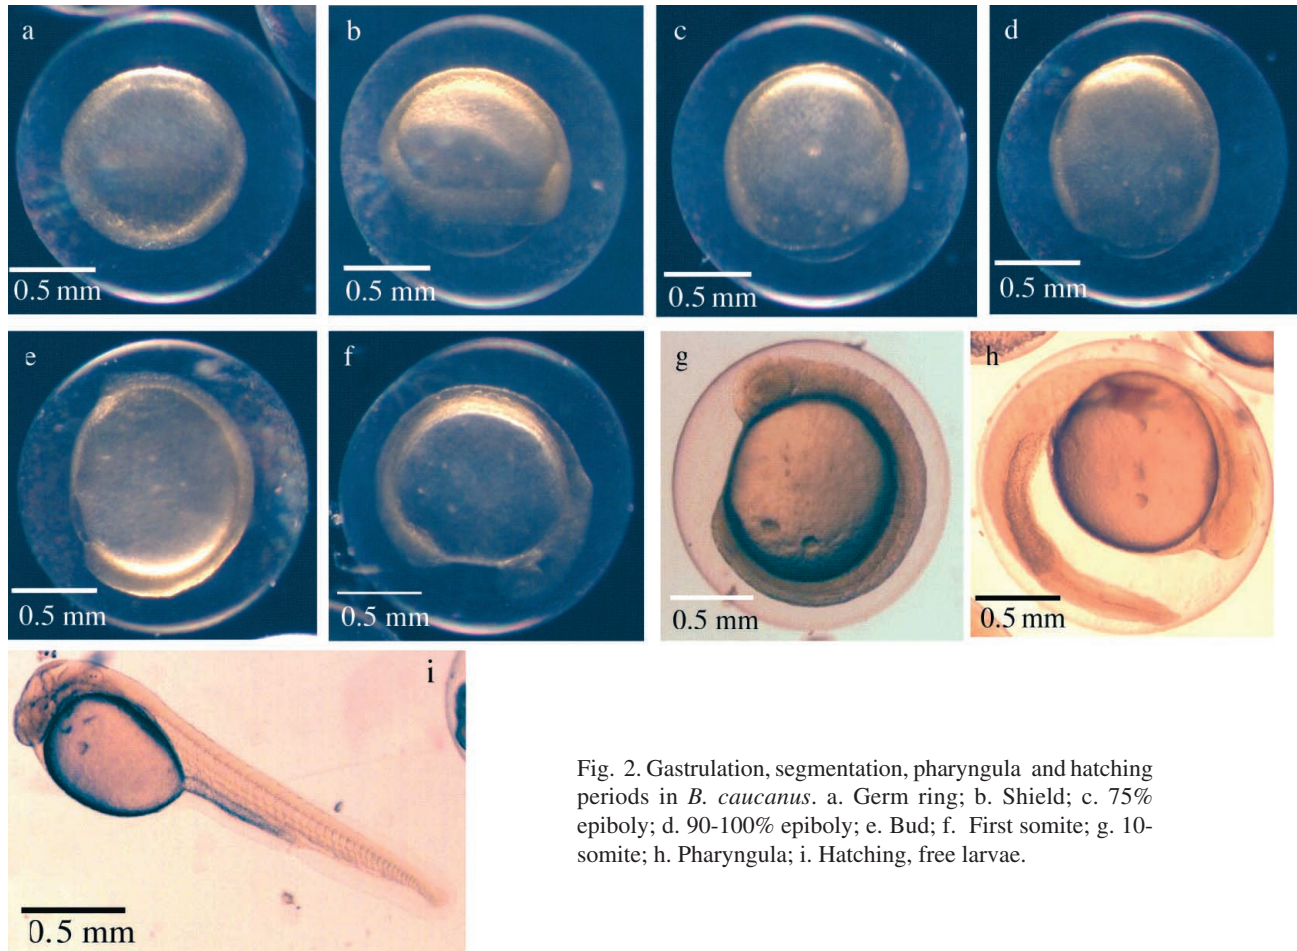 a
b
c
d
0.5 mm
0.5 mm
0.5 mm
0.5 mm
e
f
g
h
0.5 mm
0.5 mm
0.5 mm
0.5 mm
i
0.5 mm
Fig. 2. Gastrulation, segmentation, pharyngula and hatching
periods in B. caucanus. a. Germ ring; b. Shield; c. 75%
epiboly; d. 90-100% epiboly; e. Bud; f. First somite; g. 10-
somite; h. Pharyngula; i. Hatching, free larvae.